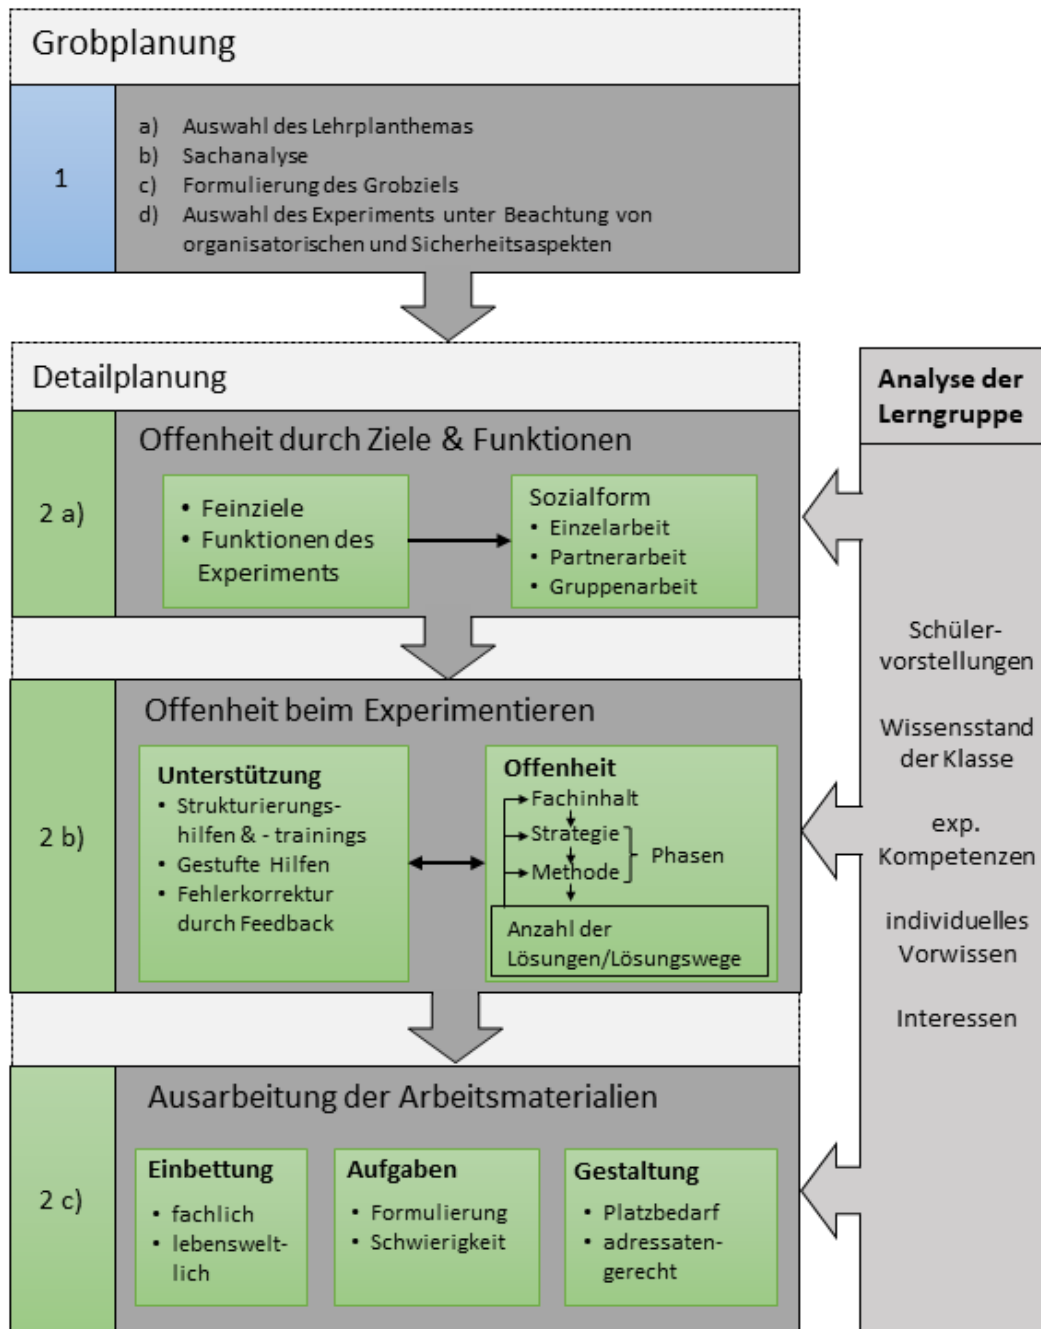 Grobplanung
1
a) Auswahl des Lehrplanthemas
b) Sachanalyse
c) Formulierung des Grobziels
d) Auswahl des Experiments unter Beachtung von
organisatorischen und Sicherheitsaspekten
Detailplanung
2 a)
Offenheit durch Ziele & Funktionen
• Feinziele
• Funktionen des
Experiments
Sozialform
• Einzelarbeit
• Partnerarbeit
• Gruppenarbeit
2 b)
Offenheit beim Experimentieren
Unterstützung
• Strukturierungs-
hilfen & - trainings
• Gestufte Hilfen
• Fehlerkorrektur
durch Feedback
Offenheit
Fachinhalt
Strategie
Methode
Phasen
Anzahl der
Lösungen/Lösungswege
2 c)
Ausarbeitung der Arbeitsmaterialien
Einbettung
• fachlich
• lebenswelt-
lich
Aufgaben
• Formulierung
• Schwierigkeit
Gestaltung
• Platzbedarf
• adressaten-
gerecht
Analyse der
Lerngruppe
Schüler-
vorstellungen
Wissensstand
der Klasse
exp.
Kompetenzen
individuelles
Vorwissen
Interessen